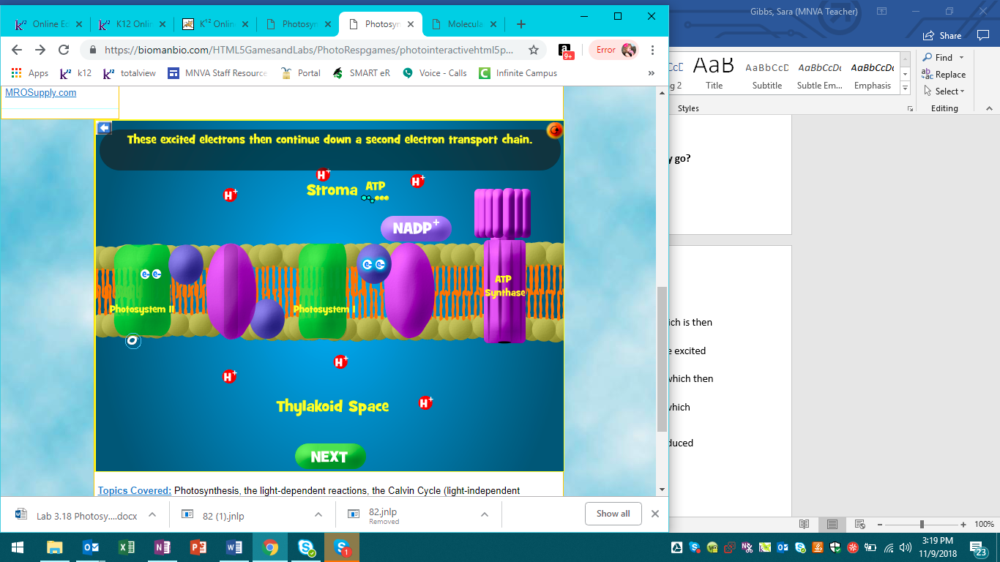 Online Ed
K12 Onlin
K¹² Onlin
Photosyn
Photosyn
Molecula
Gibbs, Sara (MNVA Teacher)
Share
https://biomanbio.com/HTML5GamesandLabs/PhotoRespgames/photointeractivehtml5p...
9+
Error
Apps
k12
totalview
MNVA Staff Resource
Portal
SMART eR
Voice - Calls
Infinite Campus
»
AaB
AaBbCcD
AaBbCcDc
AaBbCcDc
g 2
Title
Subtitle
Subtle Em...
Emphasis
Styles
Find
Replace
Select
Editing
MROSupply.com
These excited electrons then continue down a second electron transport chain.
H+
H+
H+
Stroma
ATP
NADP+
e- e-
e- e-
Photosystem II
Photosystem I
ATP
Synthase
H+
H+
H+
Thylakoid Space
NEXT
Topics Covered: Photosynthesis, the light-dependent reactions, the Calvin Cycle (light-independent
y go?
ich is then
e excited
which then
which
duced
Lab 3.18 Photosy....docx
82 (1).jnlp
82.jnlp
Removed
Show all
100%
3:19 PM
11/9/2018
23